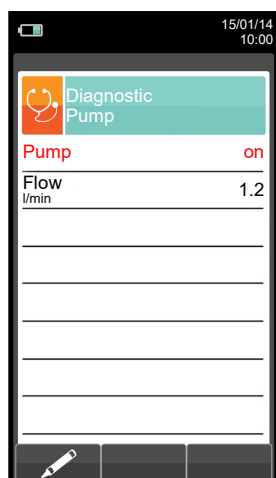 15/01/14
10:00
Diagnostic
Pump
Pump on
Flow
l/min 1.2